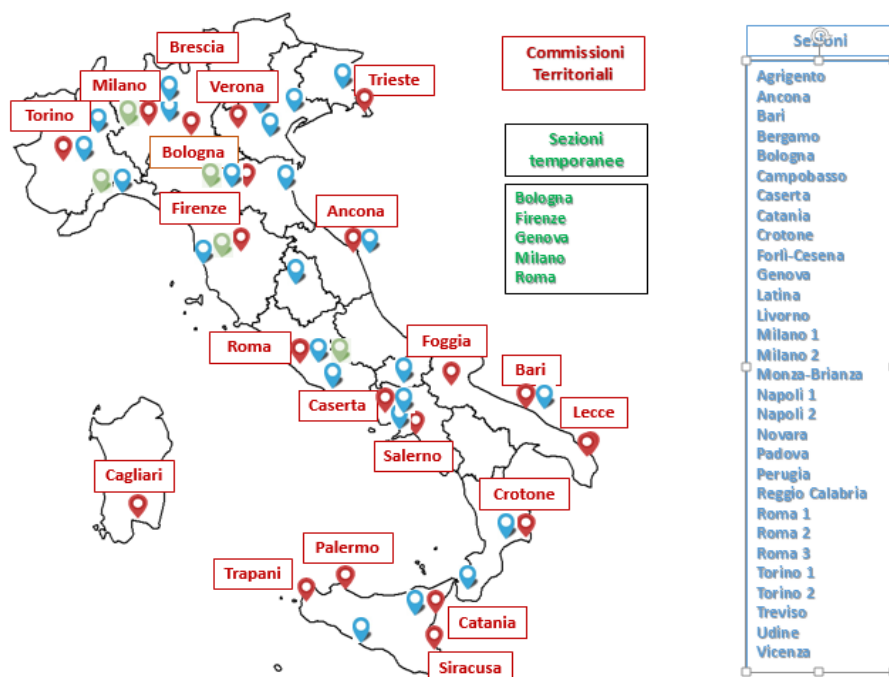 Brescia
Milano
Verona
Trieste
Torino
Bologna
Firenze
Ancona
Roma
Foggia
Bari
Caserta
Lecce
Salerno
Cagliari
Crotone
Palermo
Trapani
Catania
Siracusa
Commissioni
Territoriali
Sezioni
temporanee
Bologna
Firenze
Genova
Milano
Roma
Sezioni
Agrigento
Ancona
Bari
Bergamo
Bologna
Campobasso
Caserta
Catania
Crotone
Forlì-Cesena
Genova
Latina
Livorno
Milano 1
Milano 2
Monza-Brianza
Napoli 1
Napoli 2
Novara
Padova
Perugia
Reggio Calabria
Roma 1
Roma 2
Roma 3
Torino 1
Torino 2
Treviso
Udine
Vicenza